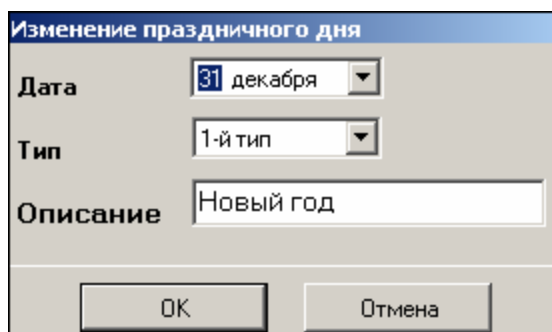 Изменение праздничного дня
Дата 31 декабря
Тип 1-й тип
Описание Новый год
OK Отмена